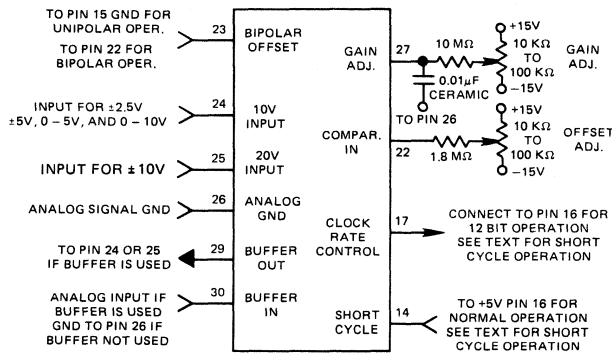 TO PIN 15 GND FOR
UNIPOLAR OPER.
TO PIN 22 FOR
BIPOLAR OPER.
23
BIPOLAR
OFFSET
INPUT FOR ±2.5V
±5V, 0 – 5V, AND 0 – 10V
24
10V
INPUT
INPUT FOR ±10V
25
20V
INPUT
ANALOG SIGNAL GND
26
ANALOG
GND
TO PIN 24 OR 25
IF BUFFER IS USED
29
BUFFER
OUT
ANALOG INPUT IF
BUFFER IS USED
GND TO PIN 26 IF
BUFFER NOT USED
30
BUFFER
IN
GAIN
ADJ.
27
10 MΩ
0.01μF
CERAMIC
TO PIN 26
+15V
10 KΩ
TO
100 KΩ
–15V
GAIN
ADJ.
COMPAR.
IN
22
1.8 MΩ
+15V
10 KΩ
TO
100 KΩ
–15V
OFFSET
ADJ.
CLOCK
RATE
CONTROL
17
CONNECT TO PIN 16 FOR
12 BIT OPERATION
SEE TEXT FOR SHORT
CYCLE OPERATION
SHORT
CYCLE
14
TO +5V PIN 16 FOR
NORMAL OPERATION
SEE TEXT FOR SHORT
CYCLE OPERATION